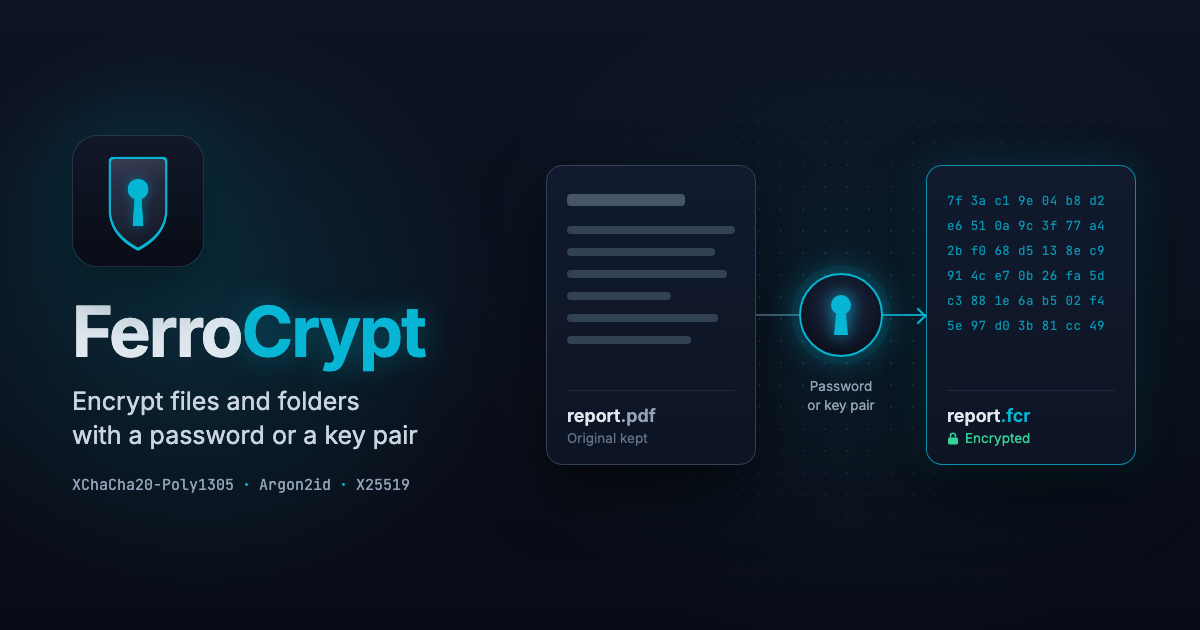 FerroCrypt
Encrypt files and folders
with a password or a key pair
XChaCha20-Poly1305 · Argon2id · X25519
report.pdf
Original kept
Password
or key pair
7f 3a c1 9e 04 b8 d2
e6 51 0a 9c 3f 77 a4
2b f0 68 d5 13 8e c9
91 4c e7 0b 26 fa 5d
c3 88 1e 6a b5 02 f4
5e 97 d0 3b 81 cc 49
report.fcr
Encrypted